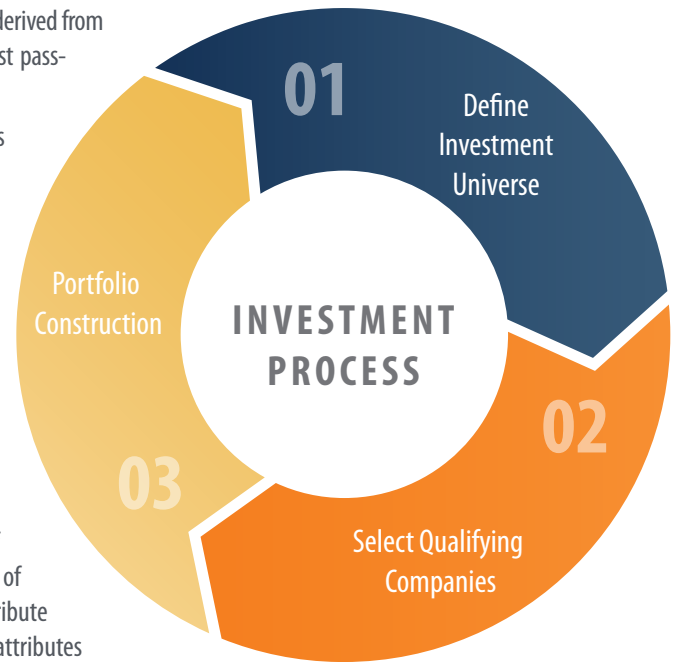 derived from
st pass-
s
01
Define
Investment
Universe
Portfolio
Construction
INVESTMENT
PROCESS
02
03
Select Qualifying
Companies
of
ribute
attributes